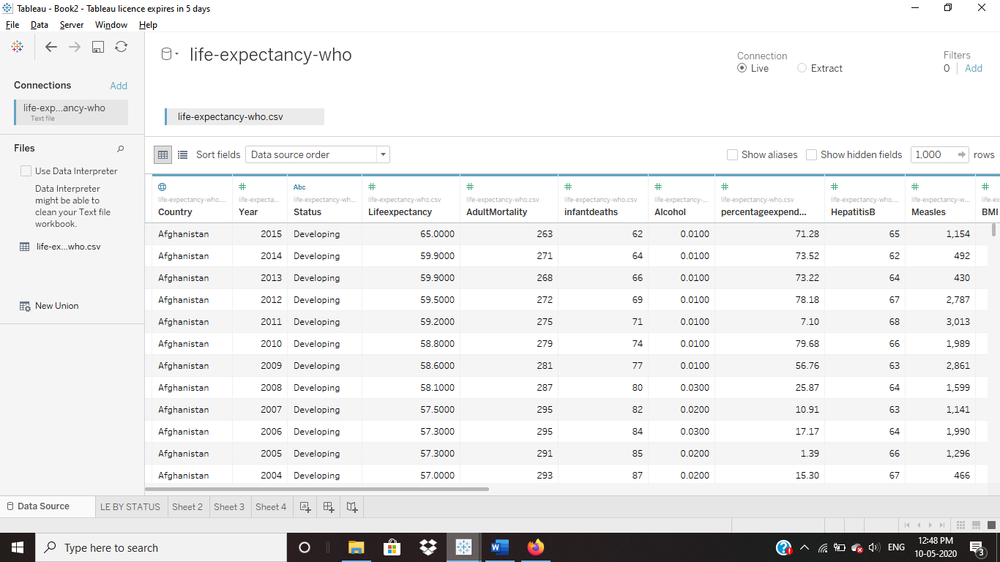 Tableau - Book2 - Tableau licence expires in 5 days
File Data Server Window Help
Connections Add
life-exp...ancy-who
Text file
Files
Use Data Interpreter
Data Interpreter
might be able to
clean your Text file
workbook.
life-ex...who.csv
New Union
life-expectancy-who
Connection
Live Extract
Filters
0 Add
life-expectancy-who.csv
Sort fields Data source order Show aliases Show hidden fields 1,000 rows
Abc
life-expectancy-who.... life-expecta... life-expectancy-wh... life-expectancy-who.csv life-expectancy-who.csv life-expectancy-who.csv life-expectancy-... life-expectancy-who.csv life-expectancy-who.... life-expectancy-w... life-ex
Country Year Status Lifeexpectancy AdultMortality infantdeaths Alcohol percentageexpend... HepatitisB Measles BMI
Afghanistan 2015 Developing 65.0000 263 62 0.0100 71.28 65 1,154
Afghanistan 2014 Developing 59.9000 271 64 0.0100 73.52 62 492
Afghanistan 2013 Developing 59.9000 268 66 0.0100 73.22 64 430
Afghanistan 2012 Developing 59.5000 272 69 0.0100 78.18 67 2,787
Afghanistan 2011 Developing 59.2000 275 71 0.0100 7.10 68 3,013
Afghanistan 2010 Developing 58.8000 279 74 0.0100 79.68 66 1,989
Afghanistan 2009 Developing 58.6000 281 77 0.0100 56.76 63 2,861
Afghanistan 2008 Developing 58.1000 287 80 0.0300 25.87 64 1,599
Afghanistan 2007 Developing 57.5000 295 82 0.0200 10.91 63 1,141
Afghanistan 2006 Developing 57.3000 295 84 0.0300 17.17 64 1,990
Afghanistan 2005 Developing 57.3000 291 85 0.0200 1.39 66 1,296
Afghanistan 2004 Developing 57.0000 293 87 0.0200 15.30 67 466
Data Source LE BY STATUS Sheet 2 Sheet 3 Sheet 4
Type here to search
ENG
12:48 PM
10-05-2020
3